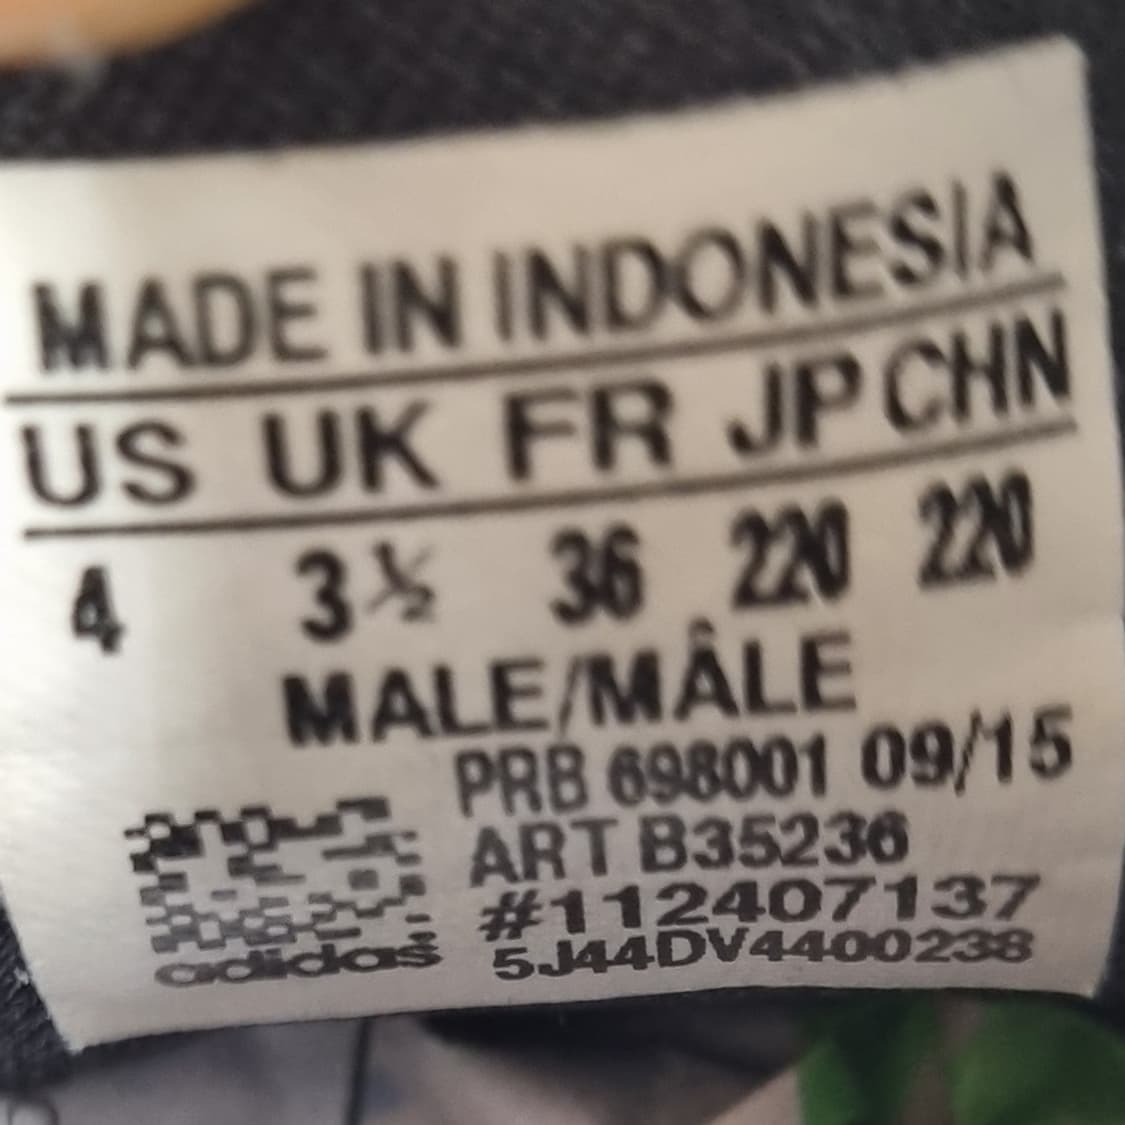 MADE IN INDONESIA
US UK FR JP CHN
4 3½ 36 220 220
MALE/MÂLE
PRB 698001 09/15
ART B35236
#112407137
adidas 5J44DV4400238